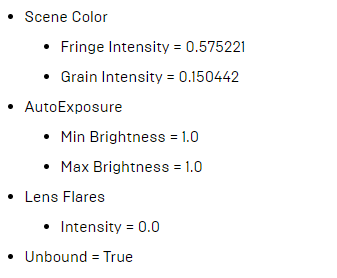 Scene Color
Fringe Intensity = 0.575221
Grain Intensity = 0.150442
AutoExposure
Min Brightness = 1.0
Max Brightness = 1.0
Lens Flares
Intensity = 0.0
Unbound = True